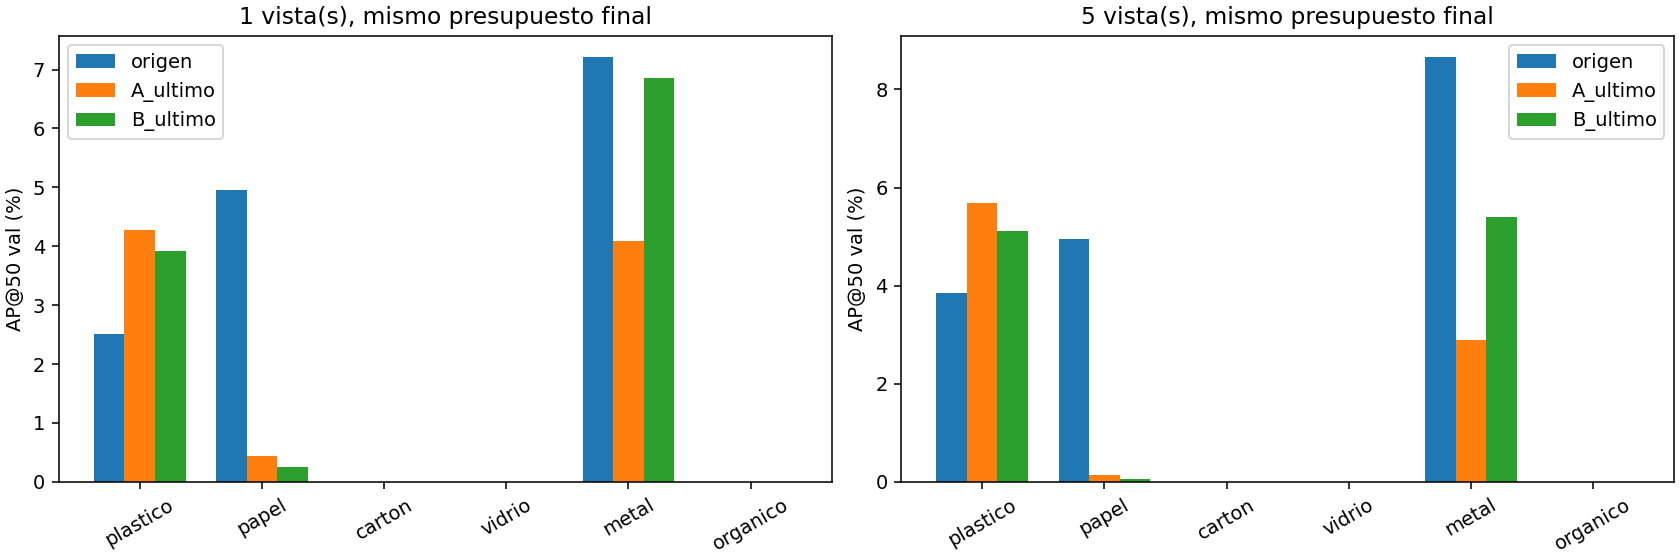 1 vista(s), mismo presupuesto final
origen
A_ultimo
B_ultimo
AP@50 val (%)
7
6
5
4
3
2
1
0
plastico
papel
carton
vidrio
metal
organico
5 vista(s), mismo presupuesto final
origen
A_ultimo
B_ultimo
AP@50 val (%)
8
6
4
2
0
plastico
papel
carton
vidrio
metal
organico